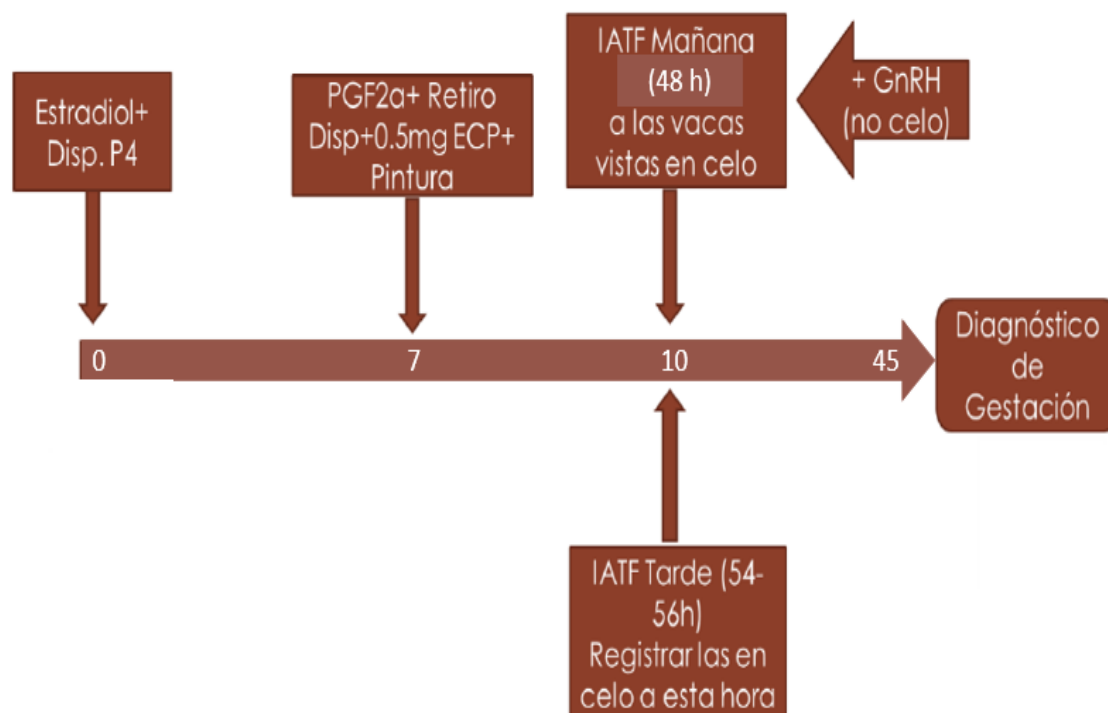 Estradiol+
Disp. P4
PGF2a+ Retiro
Disp+0.5mg ECP+
Pintura
IATF Mañana
(48 h)
a las vacas
vistas en celo
+ GnRH
(no celo)
0
7
10
45
Diagnóstico
de
Gestación
IATF Tarde (54-
56h)
Registrar las en
celo a esta hora